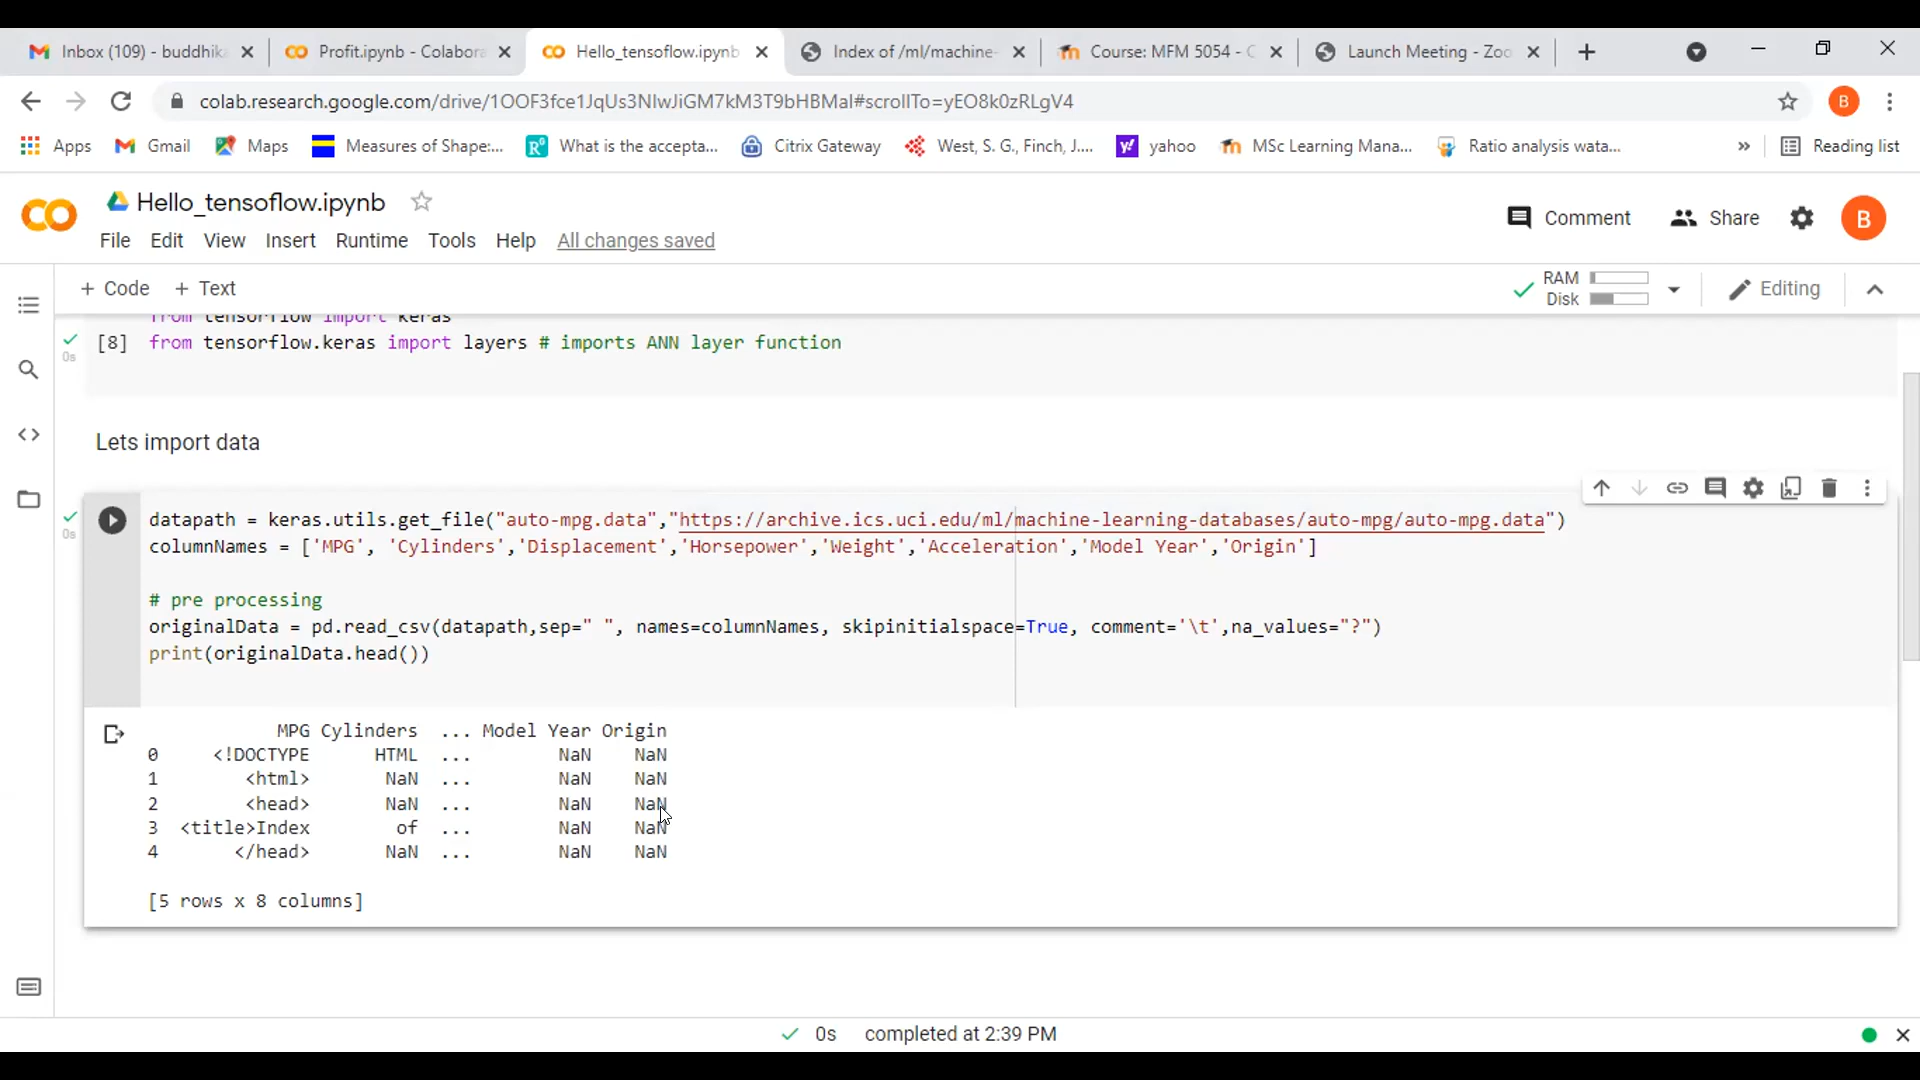 Inbox (109) - buddhika
Profit.ipynb - Colabora
Hello_tensoflow.ipynb
Index of /ml/machine-
Course: MFM 5054 - C
Launch Meeting - Zoo
colab.research.google.com/drive/1OOF3fce1JqUs3NlwJiGM7kM3T9bHBMaI#scrollTo=yEO8k0zRLgV4
B
Apps
Gmail
Maps
Measures of Shape:...
What is the accepta...
Citrix Gateway
West, S. G., Finch, J....
yahoo
MSc Learning Mana...
Ratio analysis wata...
»
Reading list
Hello_tensoflow.ipynb
Comment
Share
B
File Edit View Insert Runtime Tools Help All changes saved
+ Code + Text
RAM
Disk
Editing
from tensorflow import keras
[8] from tensorflow.keras import layers # imports ANN layer function
0s
Lets import data
0s
datapath = keras.utils.get_file("auto-mpg.data","https://archive.ics.uci.edu/ml/machine-learning-databases/auto-mpg/auto-mpg.data")
columnNames = ['MPG', 'Cylinders','Displacement','Horsepower','Weight','Acceleration','Model Year','Origin']
# pre processing
originalData = pd.read_csv(datapath,sep=" ", names=columnNames, skipinitialspace=True, comment='\t',na_values="?")
print(originalData.head())
MPG Cylinders ... Model Year Origin
0 <!DOCTYPE HTML ... NaN NaN
1 <html> NaN ... NaN NaN
2 <head> NaN ... NaN NaN
3 <title>Index of ... NaN NaN
4 </head> NaN ... NaN NaN
[5 rows x 8 columns]
0s completed at 2:39 PM